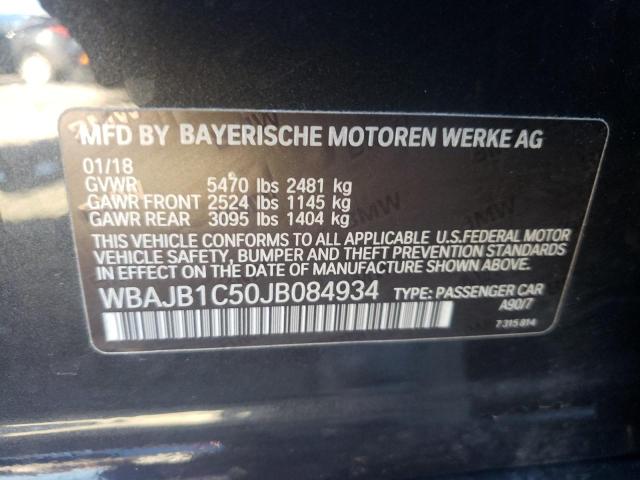 MFD BY BAYERISCHE MOTOREN WERKE AG
01/18
GVWR 5470 lbs 2481 kg
GAWR FRONT 2524 lbs 1145 kg
GAWR REAR 3095 lbs 1404 kg
THIS VEHICLE CONFORMS TO ALL APPLICABLE U.S.FEDERAL MOTOR
VEHICLE SAFETY, BUMPER AND THEFT PREVENTION STANDARDS
IN EFFECT ON THE DATE OF MANUFACTURE SHOWN ABOVE.
WBAJB1C50JB084934 TYPE: PASSENGER CAR
A90/7
7 315 814